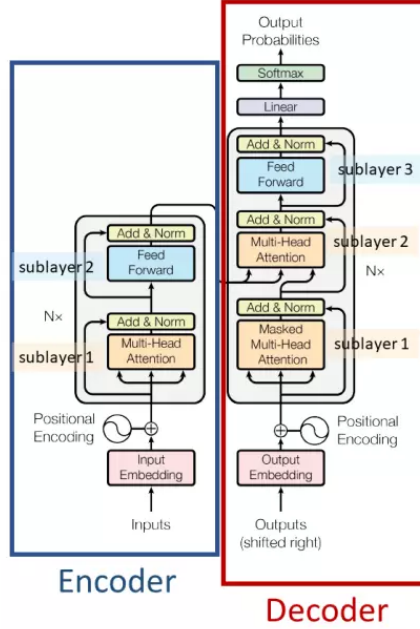 Output
Probabilities
Softmax
Linear
Add & Norm
Feed
Forward
sublayer 3
Add & Norm
Multi-Head
Attention
sublayer 2
Nx
Add & Norm
Masked
Multi-Head
Attention
sublayer 1
Positional
Encoding
Output
Embedding
Outputs
(shifted right)
Add & Norm
Feed
Forward
sublayer 2
Nx
Add & Norm
Multi-Head
Attention
sublayer 1
Positional
Encoding
Input
Embedding
Inputs
Encoder
Decoder